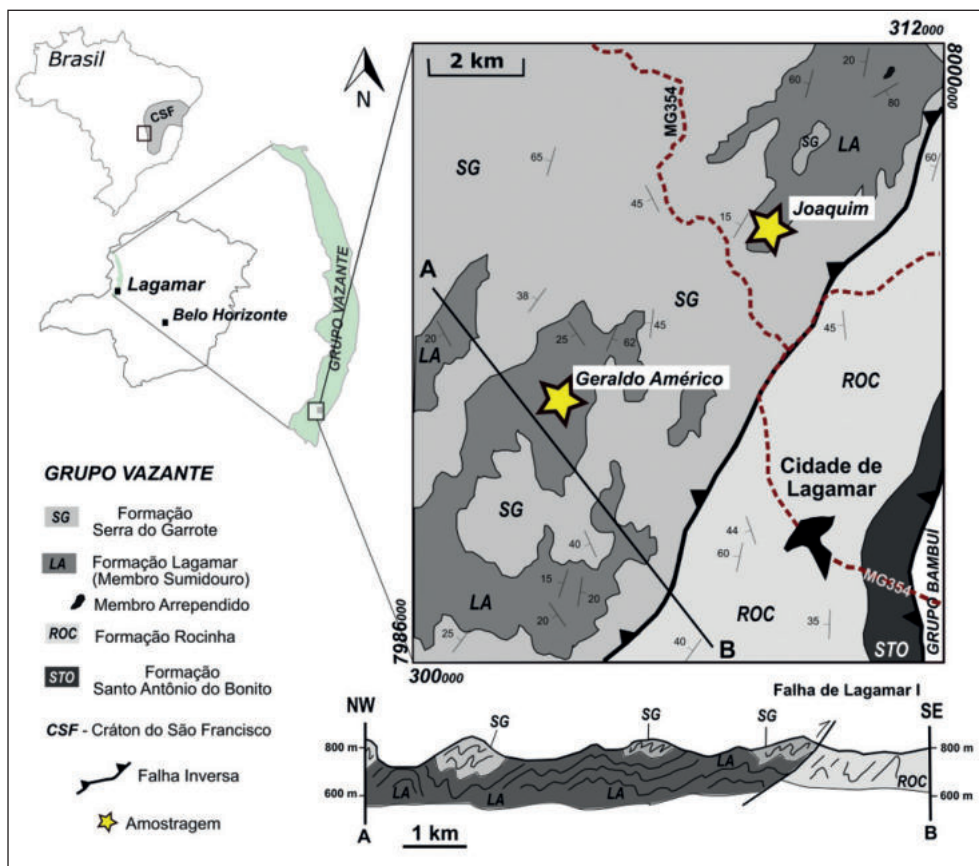 Brasil
CSF
N
Lagamar
Belo Horizonte
GRUPO VAZANTE
312000
8000000
2 km
MG354
20
60
80
SG
LA
65
SG
60
45
15
Joaquim
A
38
SG
45
45
20
LA
25
62
ROC
Geraldo Américo
Cidade de
Lagamar
SG
44
40
60
MG354
GRUPO BAMBUÍ
15
20
LA
20
ROC
35
25
40
B
STO
7986000
300000
GRUPO VAZANTE
SG Formação
Serra do Garrote
LA Formação Lagamar
(Membro Sumidouro)
Membro Arrependido
ROC Formação Rocinha
STO Formação
Santo Antônio do Bonito
CSF - Cráton do São Francisco
Falha Inversa
Amostragem
Falha de Lagamar I
NW
SG
SG
SG
SE
800 m
LA
800 m
600 m
LA
LA
LA
ROC
600 m
A
1 km
B